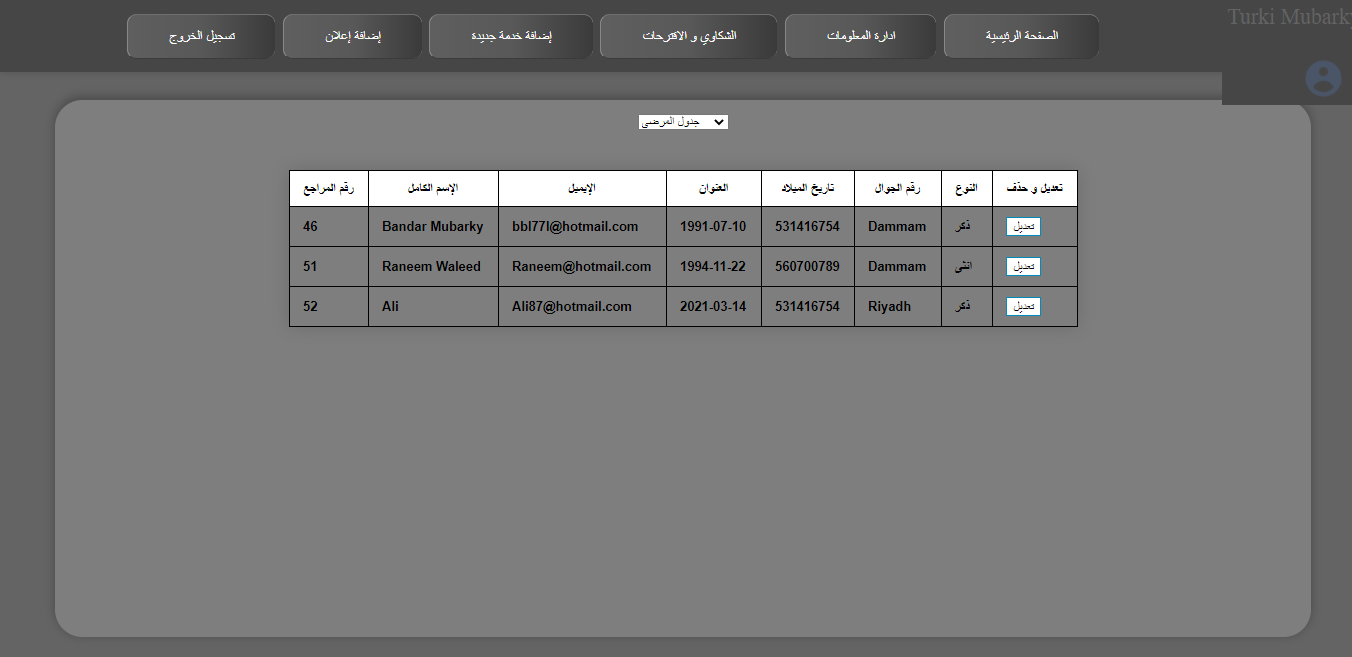 Turki Mubarky
الصفحة الرئيسية
ادارة المعلومات
الشكاوي و الاقترحات
إضافة خدمة جديدة
إضافة إعلان
تسجيل الخروج
جدول المرضى
رقم المراجع الإسم الكامل الإيميل العنوان تاريخ الميلاد رقم الجوال النوع تعديل و حذف
46 Bandar Mubarky bbl77l@hotmail.com 1991-07-10 531416754 Dammam ذكر تعديل
51 Raneem Waleed Raneem@hotmail.com 1994-11-22 560700789 Dammam انثى تعديل
52 Ali Ali87@hotmail.com 2021-03-14 531416754 Riyadh ذكر تعديل